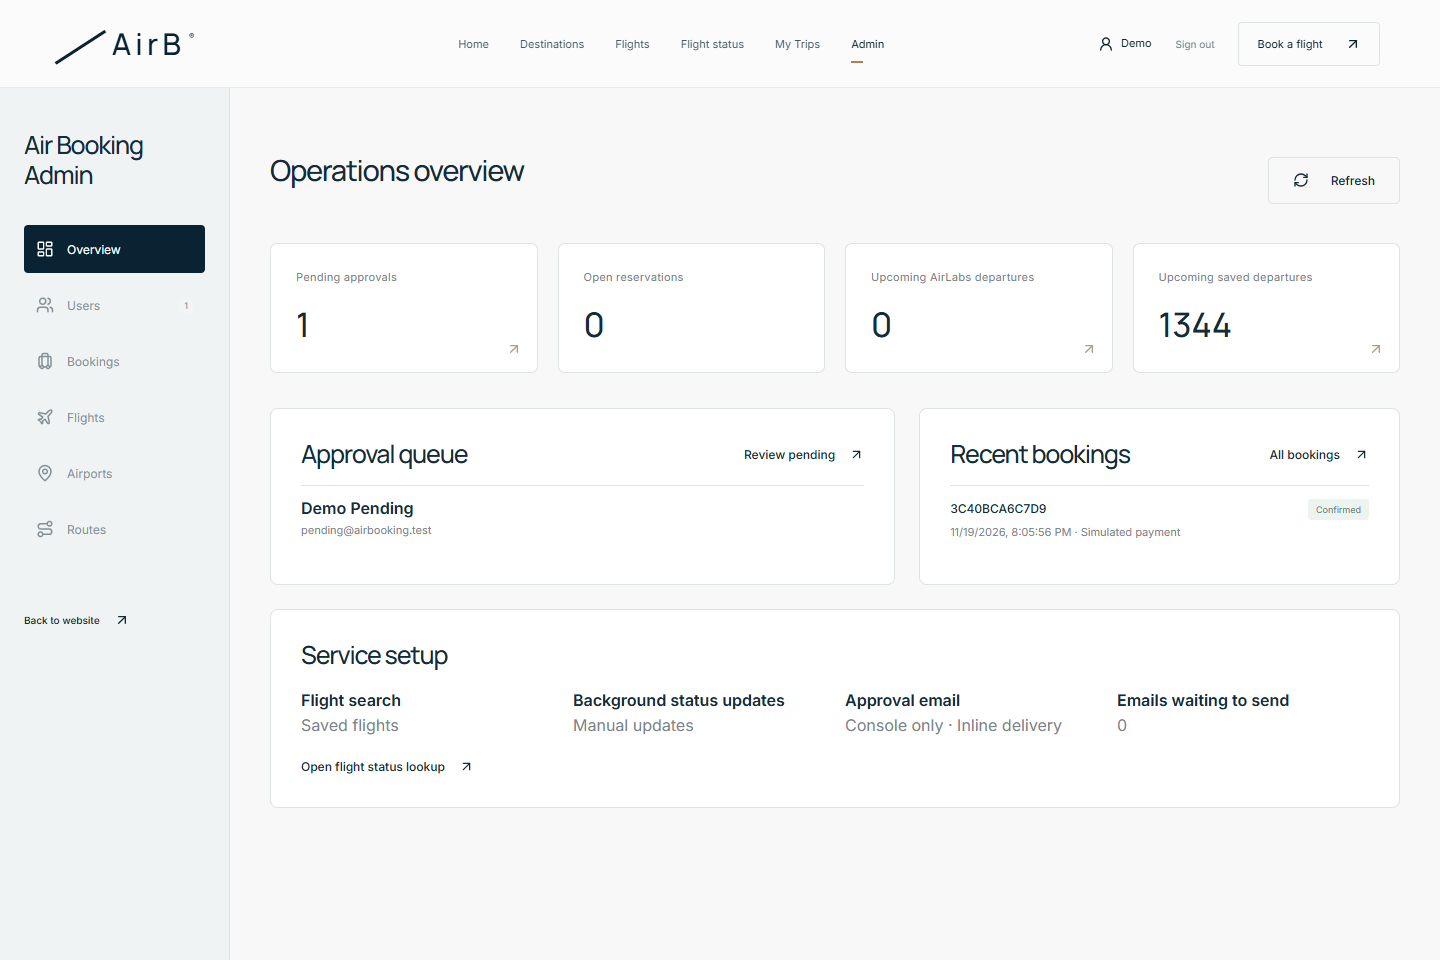 AirB®
Home
Destinations
Flights
Flight status
My Trips
Admin
Demo
Sign out
Book a flight
Air Booking
Admin
Overview
Users 1
Bookings
Flights
Airports
Routes
Back to website
Operations overview
Refresh
Pending approvals
1
Open reservations
0
Upcoming AirLabs departures
0
Upcoming saved departures
1344
Approval queue
Review pending
Demo Pending
pending@airbooking.test
Recent bookings
All bookings
3C40BCA6C7D9
Confirmed
11/19/2026, 8:05:56 PM · Simulated payment
Service setup
Flight search
Saved flights
Background status updates
Manual updates
Approval email
Console only · Inline delivery
Emails waiting to send
0
Open flight status lookup